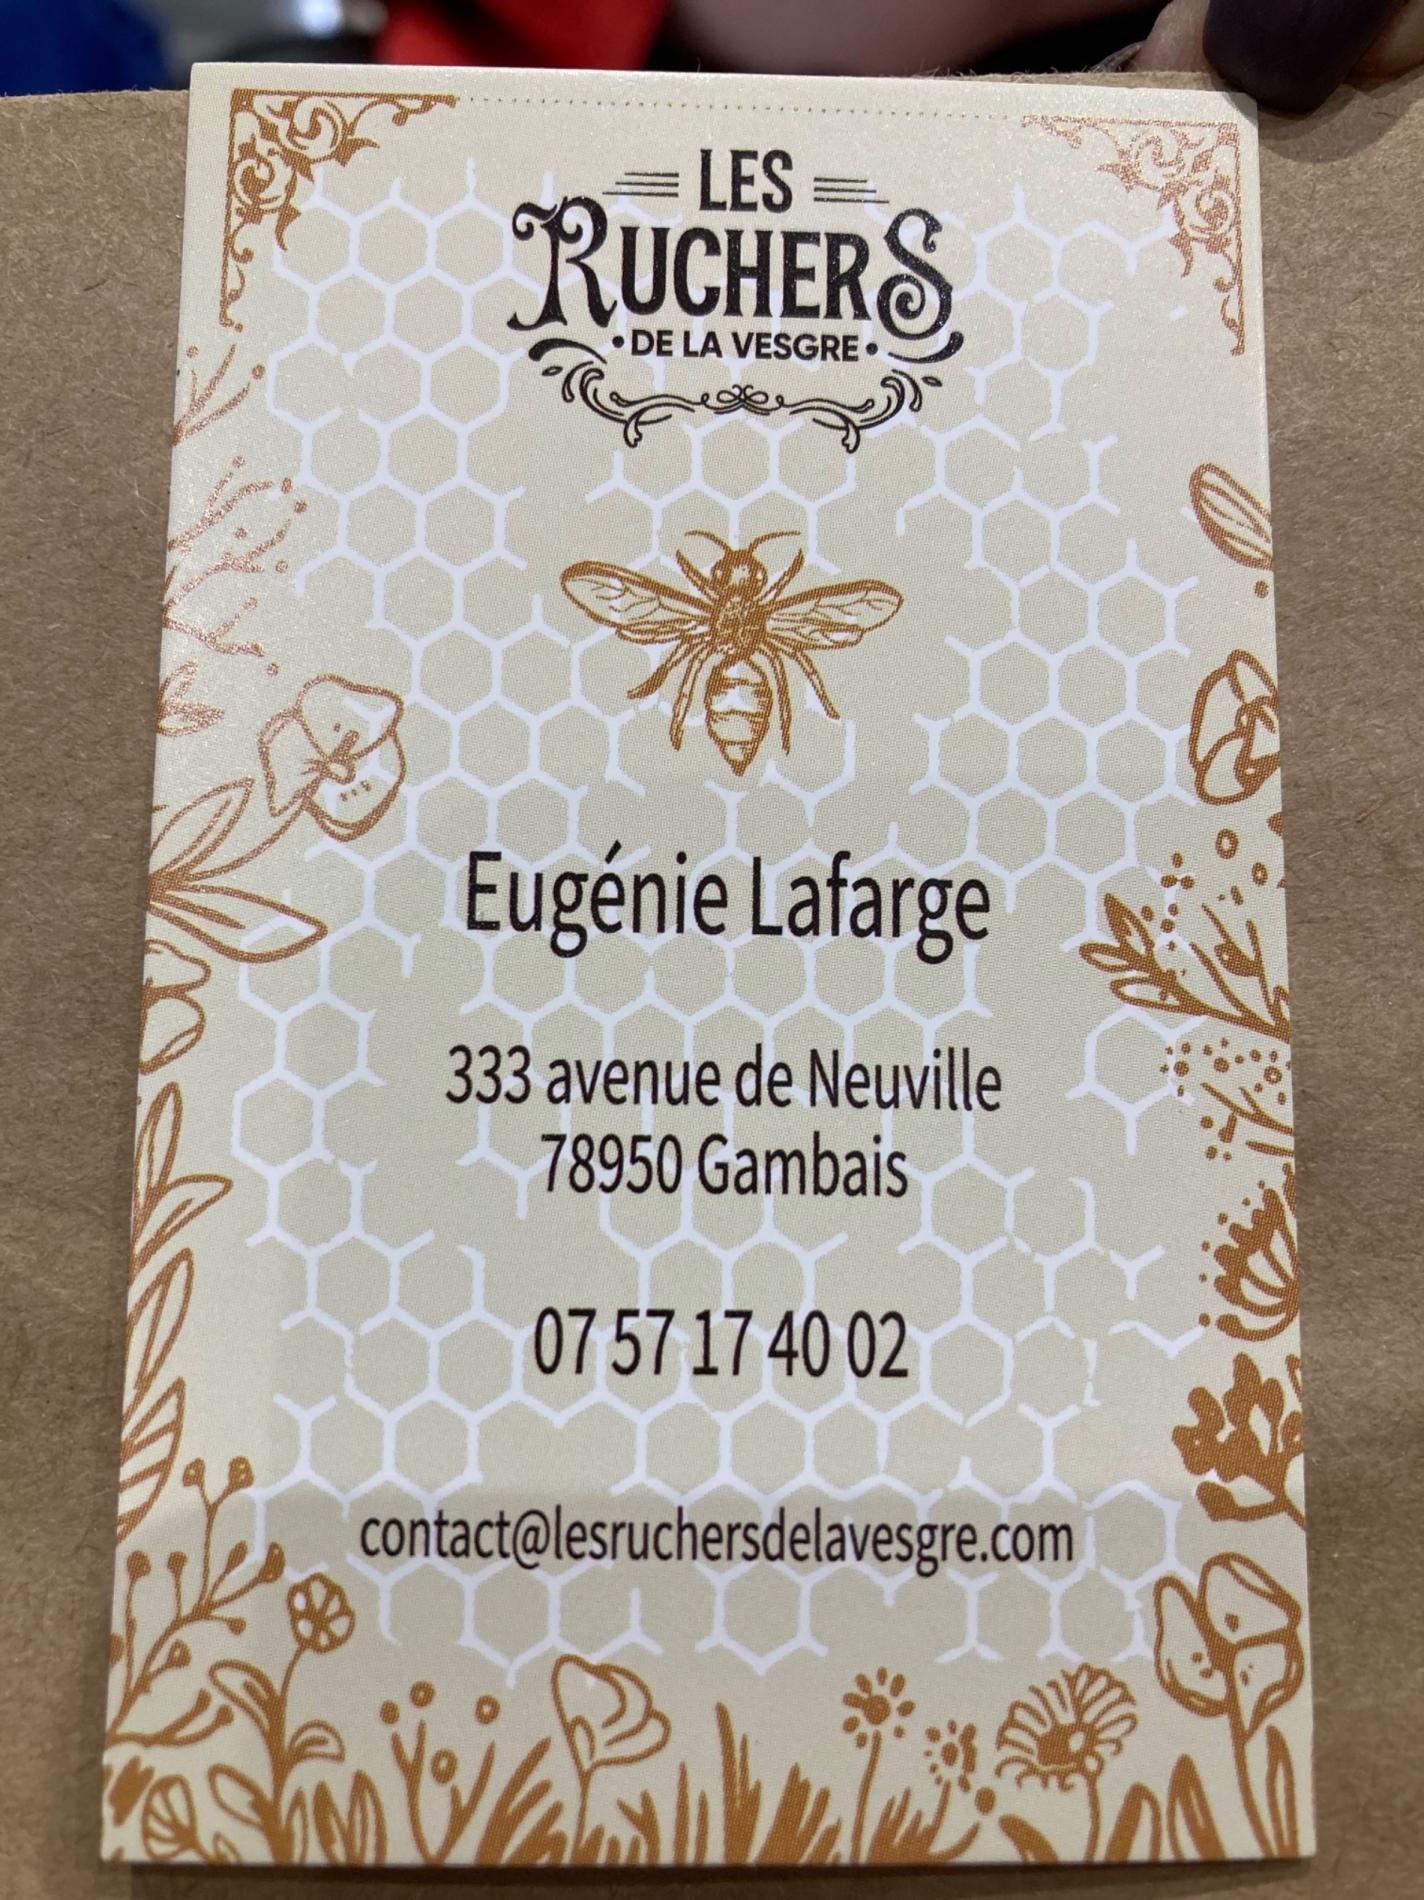 LES
RUCHERS
• DE LA VESGRE •
Eugénie Lafarge
333 avenue de Neuville
78950 Gambais
07 57 17 40 02
contact@lesruchersdelavesgre.com